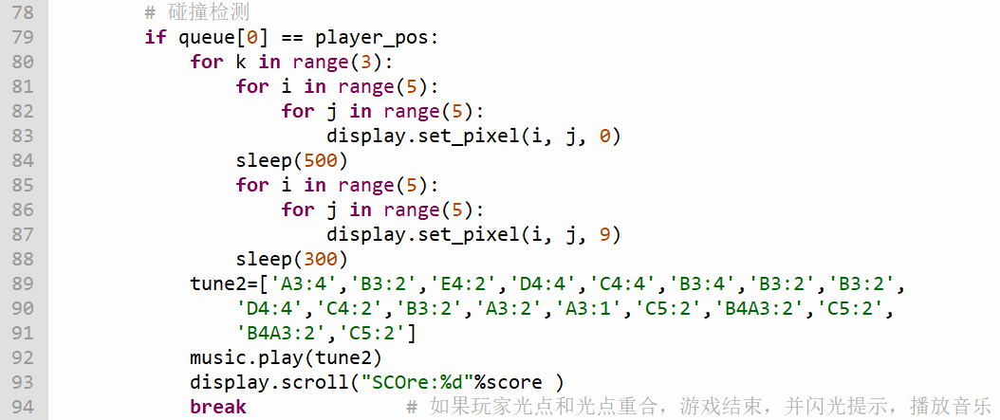 78 # 碰撞检测
79 if queue[0] == player_pos:
80 for k in range(3):
81 for i in range(5):
82 for j in range(5):
83 display.set_pixel(i, j, 0)
84 sleep(500)
85 for i in range(5):
86 for j in range(5):
87 display.set_pixel(i, j, 9)
88 sleep(300)
89 tune2=['A3:4','B3:2','E4:2','D4:4','C4:4','B3:4','B3:2','B3:2',
90 'D4:4','C4:2','B3:2','A3:2','A3:1','C5:2','B4A3:2','C5:2',
91 'B4A3:2','C5:2']
92 music.play(tune2)
93 display.scroll("SCOre:%d"%score )
94 break # 如果玩家光点和光点重合，游戏结束，并闪光提示，播放音乐